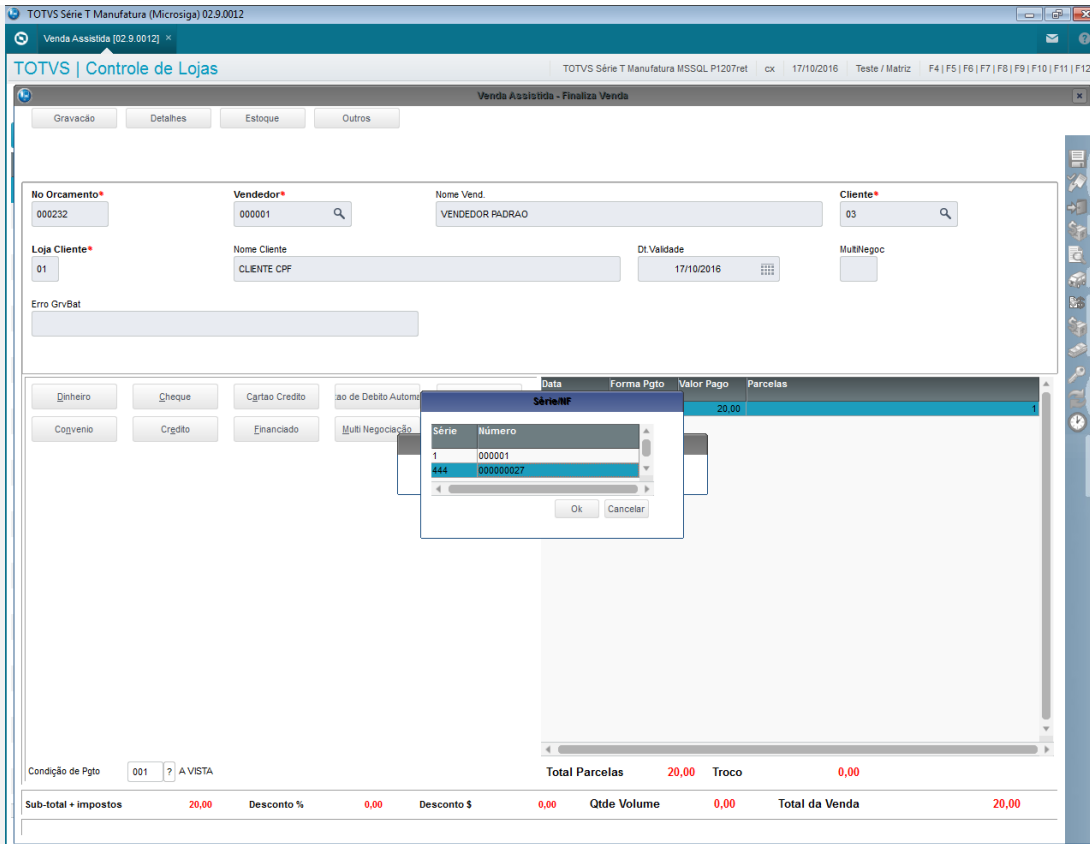 TOTVS Série T Manufatura (Microsiga) 02.9.0012
Venda Assistida [02.9.0012] ×
TOTVS | Controle de Lojas
TOTVS Série T Manufatura MSSQL P1207ret cx 17/10/2016 Teste / Matriz F4 | F5 | F6 | F7 | F8 | F9 | F10 | F11 | F12
Venda Assistida - Finaliza Venda
Gravacão Detalhes Estoque Outros
No Orcamento* Vendedor* Nome Vend. Cliente*
000232 000001 VENDEDOR PADRAO 03
Loja Cliente* Nome Cliente Dt.Validade MultiNegoc
01 CLIENTE CPF 17/10/2016
Erro GrvBat
Dinheiro Cheque Cartao Credito tao de Debito Automa
Convenio Credito Financiado Multi Negociação
Data Forma Pgto Valor Pago Parcelas
20,00 1
Série/NF
Série Número
1 000001
444 000000027
Ok Cancelar
Condição de Pgto 001 ? A VISTA
Total Parcelas 20,00 Troco 0,00
Sub-total + impostos 20,00 Desconto % 0,00 Desconto $ 0,00 Qtde Volume 0,00 Total da Venda 20,00